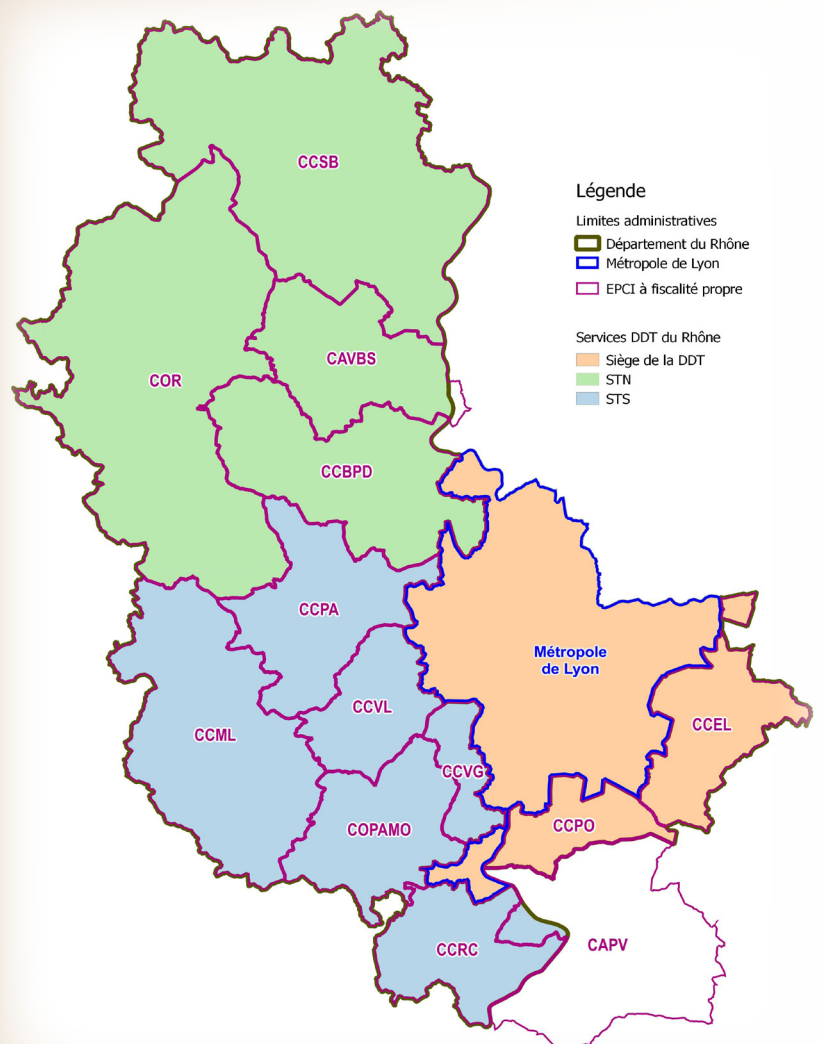 CCSB
COR
CAVBS
CCBPD
CCPA
Métropole
de Lyon
CCVL
CCML
CCEL
CCVG
CCPO
COPAMO
CCRC
CAPV
Légende
Limites administratives
Département du Rhône
Métropole de Lyon
EPCI à fiscalité propre
Services DDT du Rhône
Siège de la DDT
STN
STS